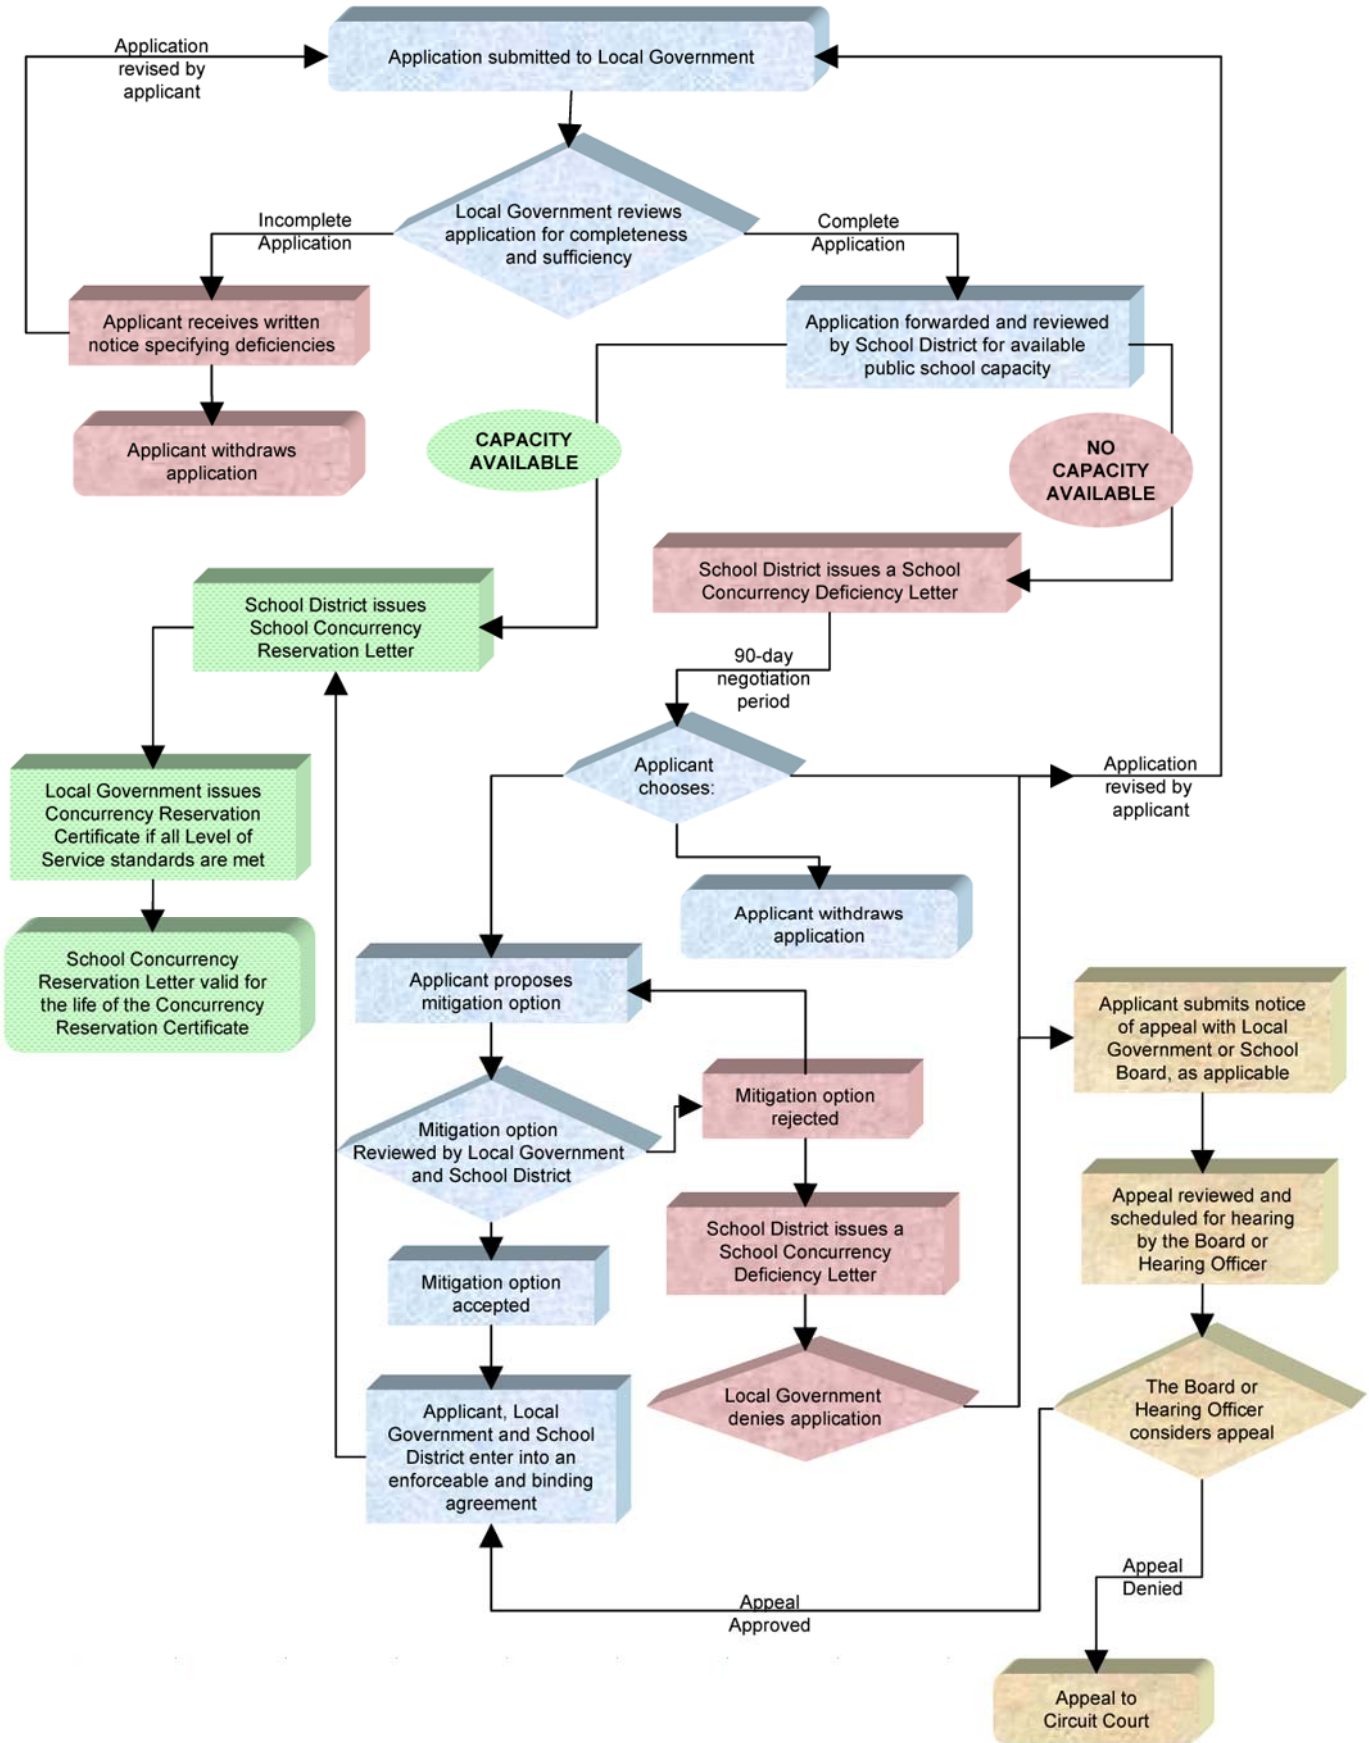 Application
revised by
applicant
Application submitted to Local Government
Local Government reviews
application for completeness
and sufficiency
Incomplete
Application
Complete
Application
Applicant receives written
notice specifying deficiencies
Application forwarded and reviewed
by School District for available
public school capacity
Applicant withdraws
application
CAPACITY
AVAILABLE
NO
CAPACITY
AVAILABLE
School District issues a School
Concurrency Deficiency Letter
School District issues
School Concurrency
Reservation Letter
90-day
negotiation
period
Applicant
chooses:
Application
revised by
applicant
Local Government issues
Concurrency Reservation
Certificate if all Level of
Service standards are met
Applicant withdraws
application
School Concurrency
Reservation Letter valid for
the life of the Concurrency
Reservation Certificate
Applicant proposes
mitigation option
Applicant submits notice
of appeal with Local
Government or School
Board, as applicable
Mitigation option
rejected
Mitigation option
Reviewed by Local Government
and School District
Appeal reviewed and
scheduled for hearing
by the Board or
Hearing Officer
School District issues a
School Concurrency
Deficiency Letter
Mitigation option
accepted
Local Government
denies application
The Board or
Hearing Officer
considers appeal
Applicant, Local
Government and School
District enter into an
enforceable and binding
agreement
Appeal
Denied
Appeal
Approved
Appeal to
Circuit Court